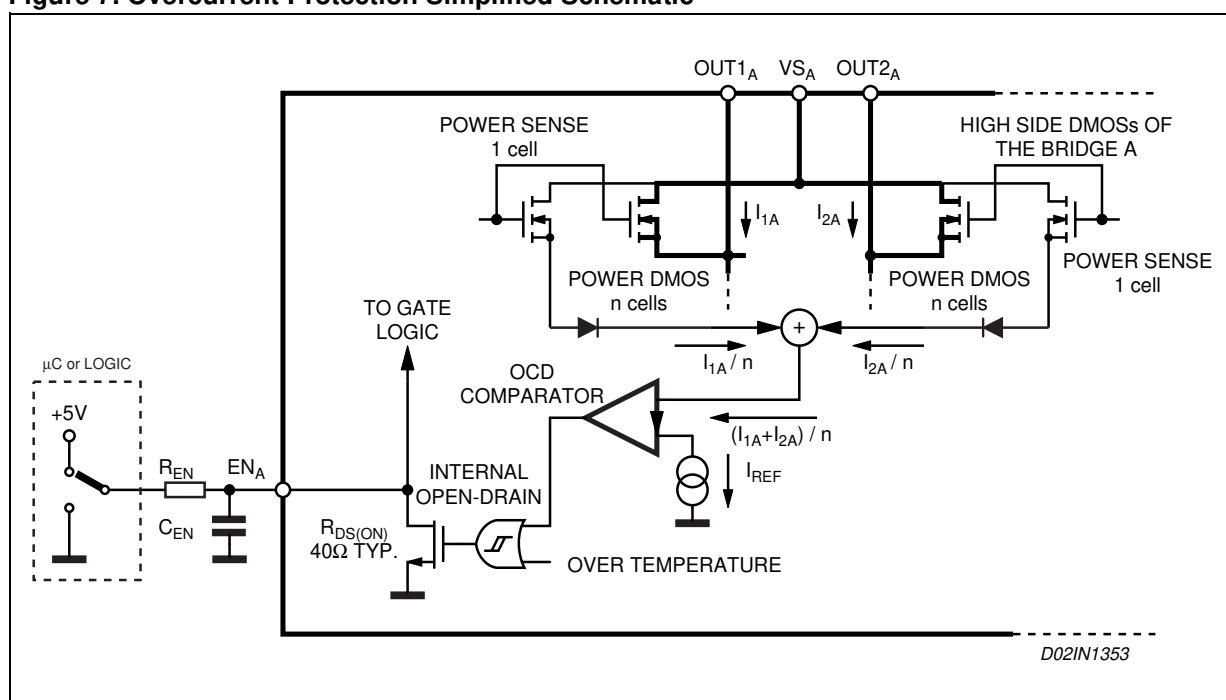 Figure 7. Overcurrent Protection Simplified Schematic
OUT1A VSA OUT2A
POWER SENSE
1 cell
HIGH SIDE DMOSs OF
THE BRIDGE A
I1A
I2A
POWER DMOS
n cells
POWER DMOS
n cells
POWER SENSE
1 cell
TO GATE
LOGIC
+
I1A / n
I2A / n
μC or LOGIC
OCD
COMPARATOR
+5V
(I1A+I2A) / n
REN
ENA
INTERNAL
OPEN-DRAIN
IREF
CEN
RDS(ON)
40Ω TYP.
OVER TEMPERATURE
D02IN1353